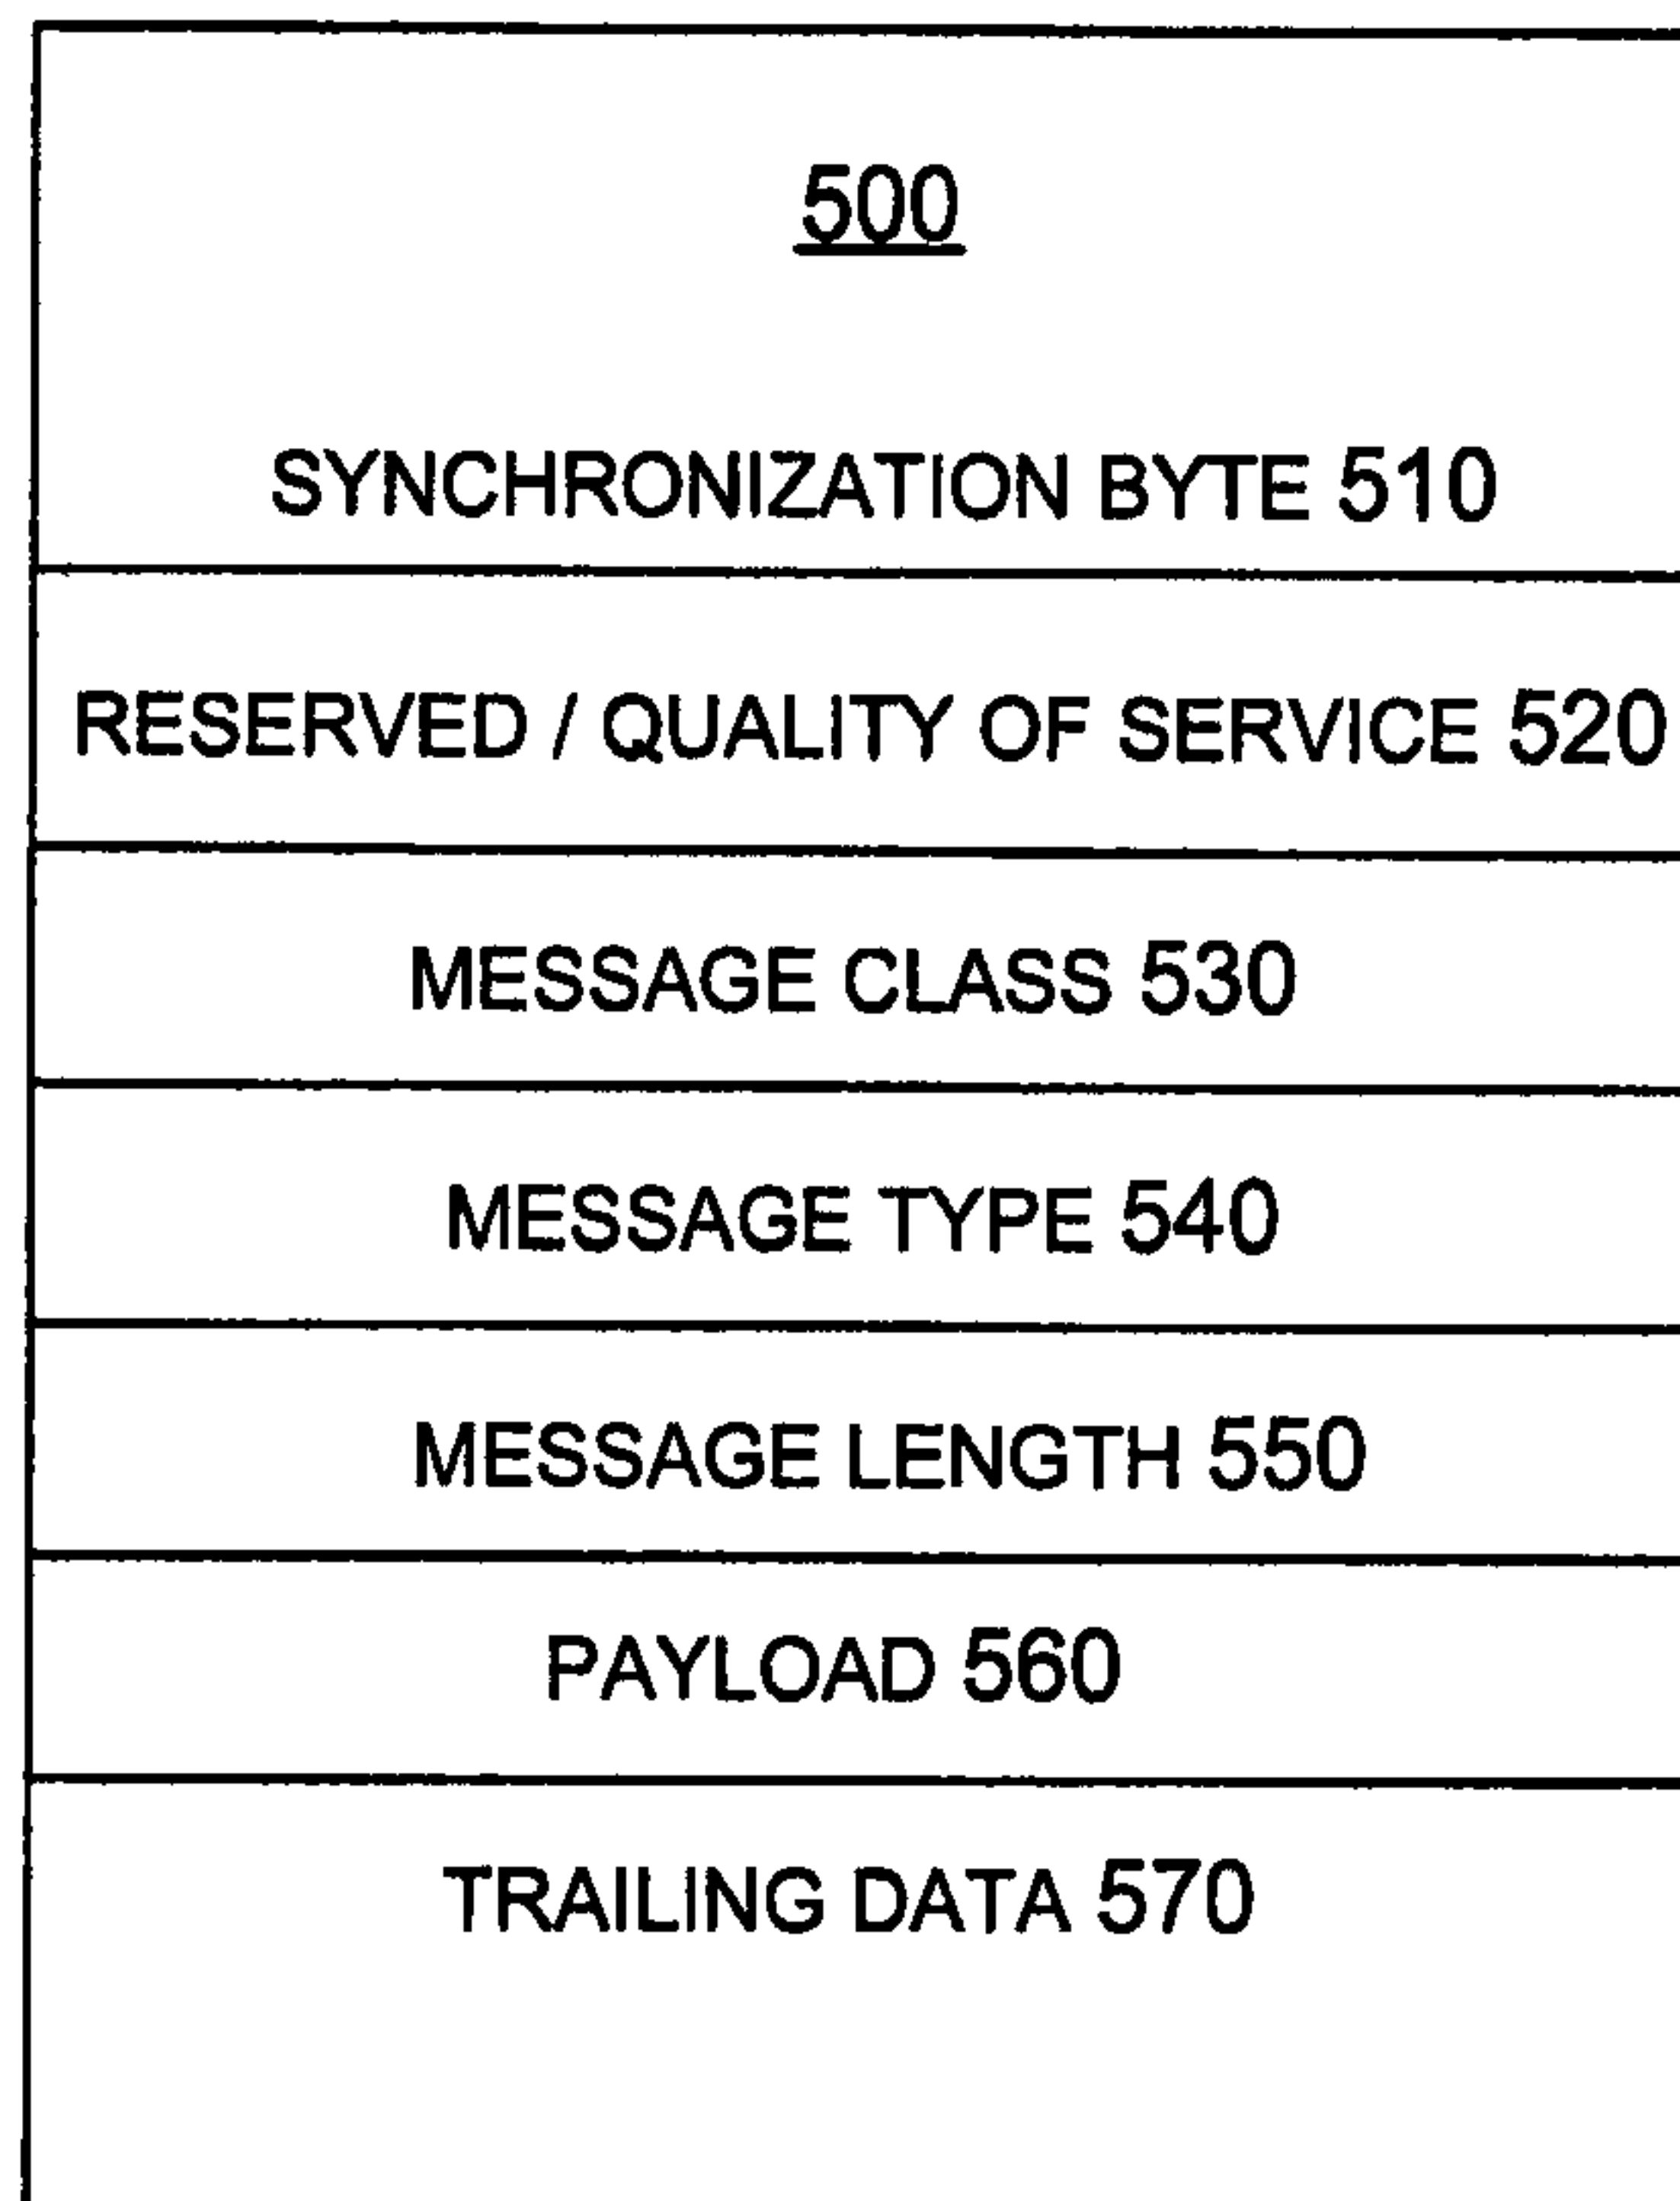 500
SYNCHRONIZATION BYTE 510
RESERVED / QUALITY OF SERVICE 520
MESSAGE CLASS 530
MESSAGE TYPE 540
MESSAGE LENGTH 550
PAYLOAD 560
TRAILING DATA 570